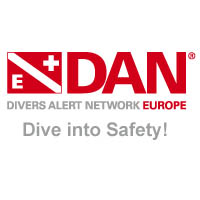 E DAN®
DIVERS ALERT NETWORK EUROPE
Dive into Safety!